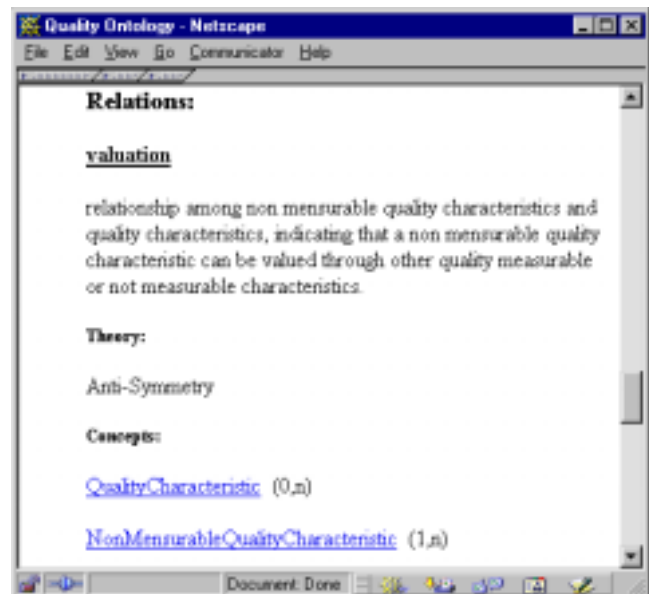 Quality Ontology - Netscape
File Edit View Go Communicator Help
Relations:
valuation
relationship among non mensurable quality characteristics and
quality characteristics, indicating that a non mensurable quality
characteristic can be valued through other quality measurable
or not measurable characteristics.
Theory:
Anti-Symmetry
Concepts:
QualityCharacteristic (0,n)
NonMensurableQualityCharacteristic (1,n)
Document: Done